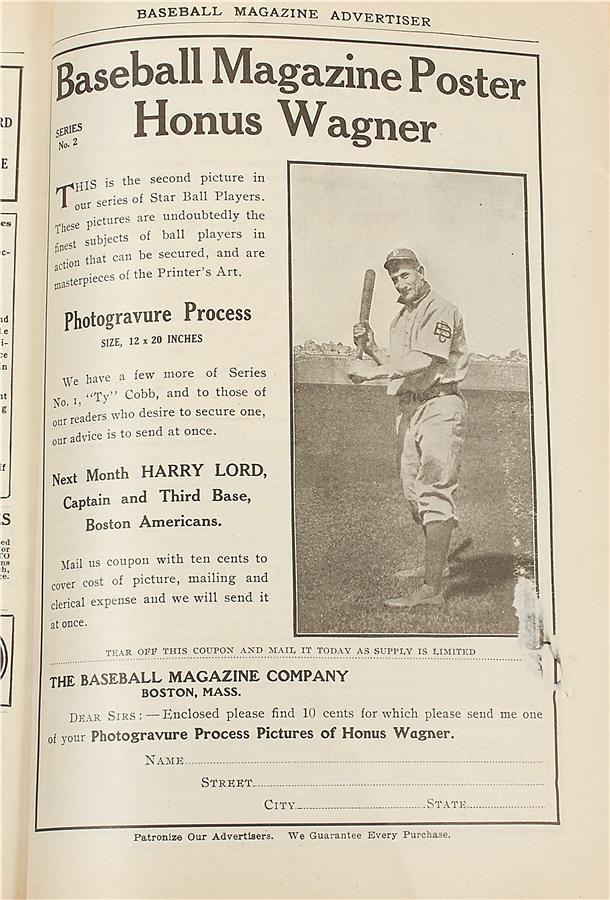 BASEBALL MAGAZINE ADVERTISER
Baseball Magazine Poster
SERIES
No. 2
Honus Wagner
THIS is the second picture in
our series of Star Ball Players.
These pictures are undoubtedly the
finest subjects of ball players in
action that can be secured, and are
masterpieces of the Printer's Art.
Photogravure Process
SIZE, 12 x 20 INCHES
We have a few more of Series
No. 1, "Ty" Cobb, and to those of
our readers who desire to secure one,
our advice is to send at once.
Next Month HARRY LORD,
Captain and Third Base,
Boston Americans.
Mail us coupon with ten cents to
cover cost of picture, mailing and
clerical expense and we will send it
at once.
TEAR OFF THIS COUPON AND MAIL IT TODAY AS SUPPLY IS LIMITED
THE BASEBALL MAGAZINE COMPANY
BOSTON, MASS.
DEAR SIRS:—Enclosed please find 10 cents for which please send me one
of your Photogravure Process Pictures of Honus Wagner.
NAME
STREET
CITY STATE
Patronize Our Advertisers. We Guarantee Every Purchase.